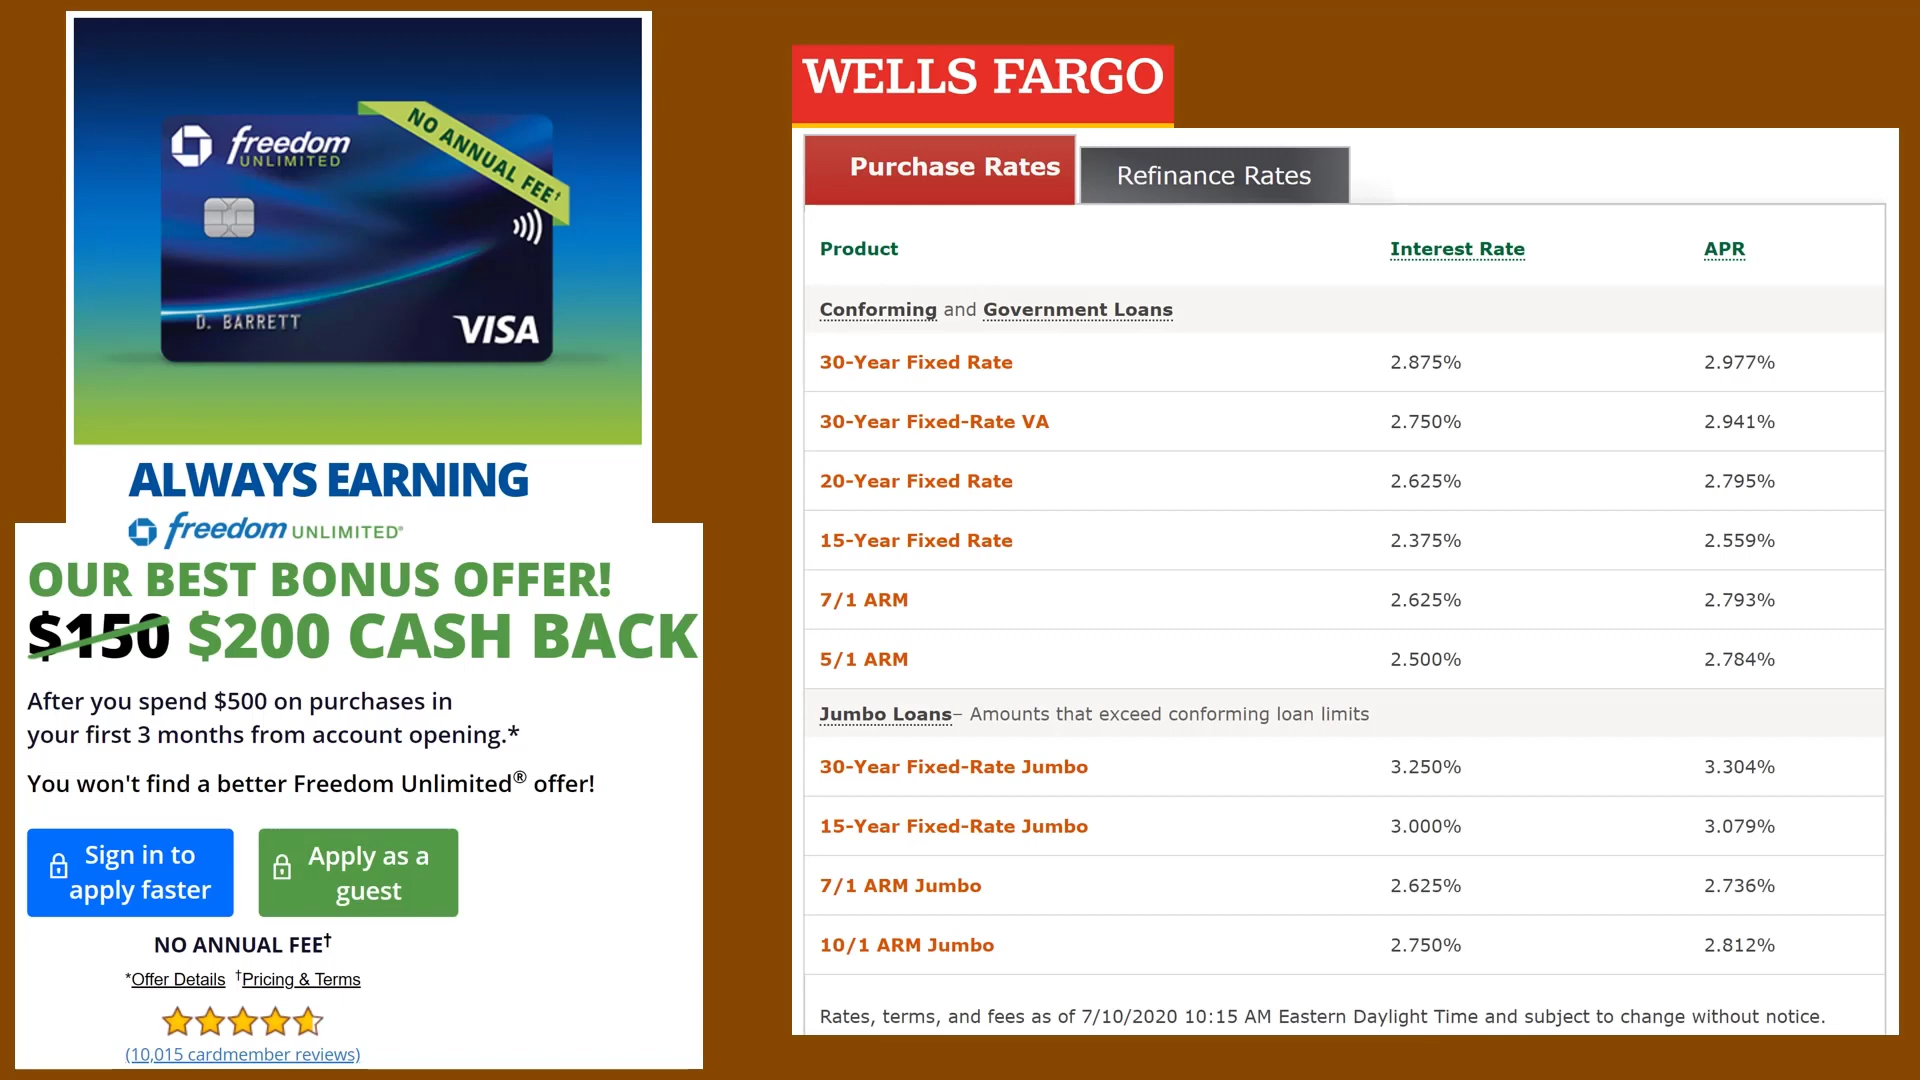 freedom
UNLIMITED
NO ANNUAL FEE†
D. BARRETT
VISA
ALWAYS EARNING
freedom UNLIMITED®
OUR BEST BONUS OFFER!
$150 $200 CASH BACK
After you spend $500 on purchases in
your first 3 months from account opening.*
You won't find a better Freedom Unlimited® offer!
Sign in to
apply faster
Apply as a
guest
NO ANNUAL FEE†
*Offer Details †Pricing & Terms
(10,015 cardmember reviews)
WELLS FARGO
Purchase Rates Refinance Rates
Product Interest Rate APR
Conforming and Government Loans
30-Year Fixed Rate 2.875% 2.977%
30-Year Fixed-Rate VA 2.750% 2.941%
20-Year Fixed Rate 2.625% 2.795%
15-Year Fixed Rate 2.375% 2.559%
7/1 ARM 2.625% 2.793%
5/1 ARM 2.500% 2.784%
Jumbo Loans– Amounts that exceed conforming loan limits
30-Year Fixed-Rate Jumbo 3.250% 3.304%
15-Year Fixed-Rate Jumbo 3.000% 3.079%
7/1 ARM Jumbo 2.625% 2.736%
10/1 ARM Jumbo 2.750% 2.812%
Rates, terms, and fees as of 7/10/2020 10:15 AM Eastern Daylight Time and subject to change without notice.